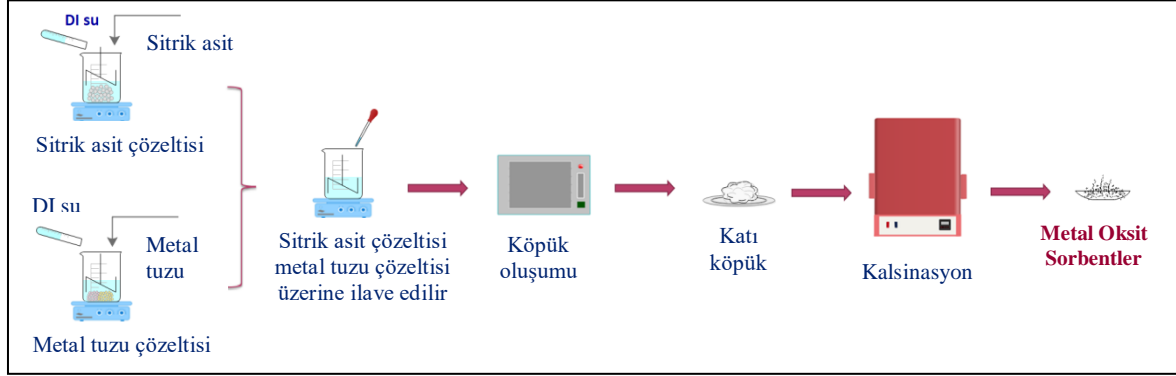 DI su
Sitrik asit
Sitrik asit çözeltisi
DI su
Metal
tuzu
Metal tuzu çözeltisi
Sitrik asit çözeltisi
metal tuzu çözeltisi
üzerine ilave edilir
Köpük
oluşumu
Katı
köpük
Kalsinasyon
Metal Oksit
Sorbentler